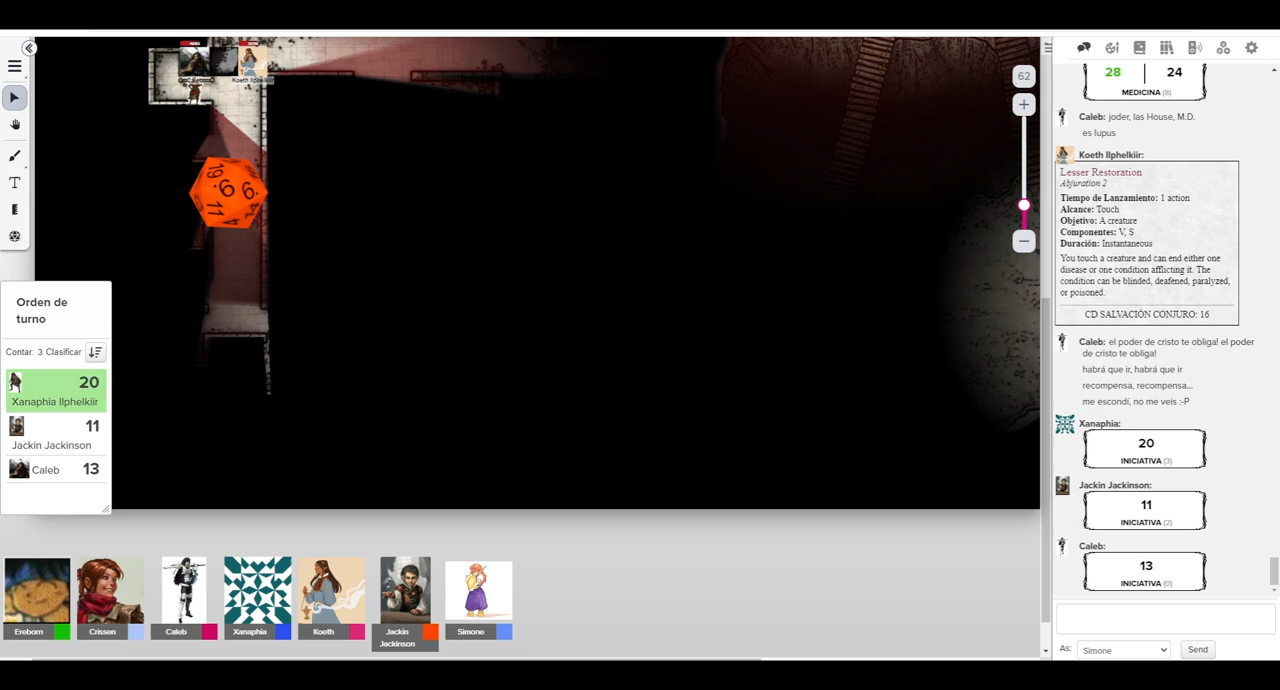 Koeth Ilphelkiir
62
19
9
6
11
Orden de
turno
Contar: 3 Clasificar
20
Xanaphia Ilphelkiir
11
Jackin Jackinson
Caleb 13
Ereborn
Crissen
Caleb
Xanaphia
Koeth
Jackin
Jackinson
Simone
28 24
MEDICINA (8)
Caleb: joder, las House, M.D.
es lupus
Koeth Ilphelkiir:
Lesser Restoration
Abjuration 2
Tiempo de Lanzamiento: 1 action
Alcance: Touch
Objetivo: A creature
Componentes: V, S
Duración: Instantaneous
You touch a creature and can end either one
disease or one condition afflicting it. The
condition can be blinded, deafened, paralyzed,
or poisoned.
CD SALVACIÓN CONJURO: 16
Caleb: el poder de cristo te obliga! el poder
de cristo te obliga!
habrá que ir, habrá que ir
recompensa, recompensa...
me escondí, no me veis :-P
Xanaphia:
20
INICIATIVA (3)
Jackin Jackinson:
11
INICIATIVA (2)
Caleb:
13
INICIATIVA (0)
As: Simone Send